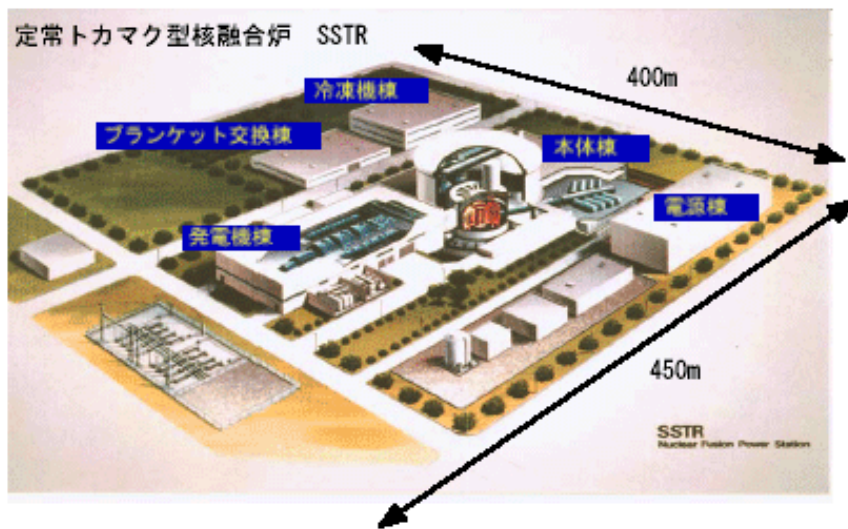 定常トカマク型核融合炉 SSTR
400m
冷凍機棟
ブランケット交換棟
本体棟
電源棟
発電機棟
450m
SSTR
Nuclear Fusion Power Station